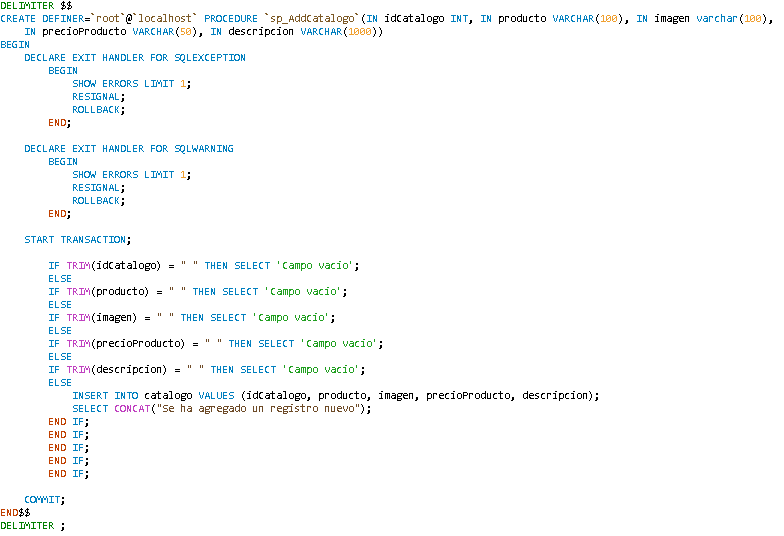 DELIMITER $$
CREATE DEFINER=`root`@`localhost` PROCEDURE `sp_AddCatalogo`(IN idCatalogo INT, IN producto VARCHAR(100), IN imagen varchar(100),
    IN precioProducto VARCHAR(50), IN descripcion VARCHAR(1000))
BEGIN
    DECLARE EXIT HANDLER FOR SQLEXCEPTION
        BEGIN
            SHOW ERRORS LIMIT 1;
            RESIGNAL;
            ROLLBACK;
        END;
    DECLARE EXIT HANDLER FOR SQLWARNING
        BEGIN
            SHOW ERRORS LIMIT 1;
            RESIGNAL;
            ROLLBACK;
        END;
    START TRANSACTION;
        IF TRIM(idCatalogo) = " " THEN SELECT 'Campo vacio';
        ELSE
        IF TRIM(producto) = " " THEN SELECT 'Campo vacio';
        ELSE
        IF TRIM(imagen) = " " THEN SELECT 'Campo vacio';
        ELSE
        IF TRIM(precioProducto) = " " THEN SELECT 'Campo vacio';
        ELSE
        IF TRIM(descripcion) = " " THEN SELECT 'Campo vacio';
        ELSE
            INSERT INTO catalogo VALUES (idCatalogo, producto, imagen, precioProducto, descripcion);
            SELECT CONCAT("Se ha agregado un registro nuevo");
        END IF;
        END IF;
        END IF;
        END IF;
        END IF;
    COMMIT;
END$$
DELIMITER ;